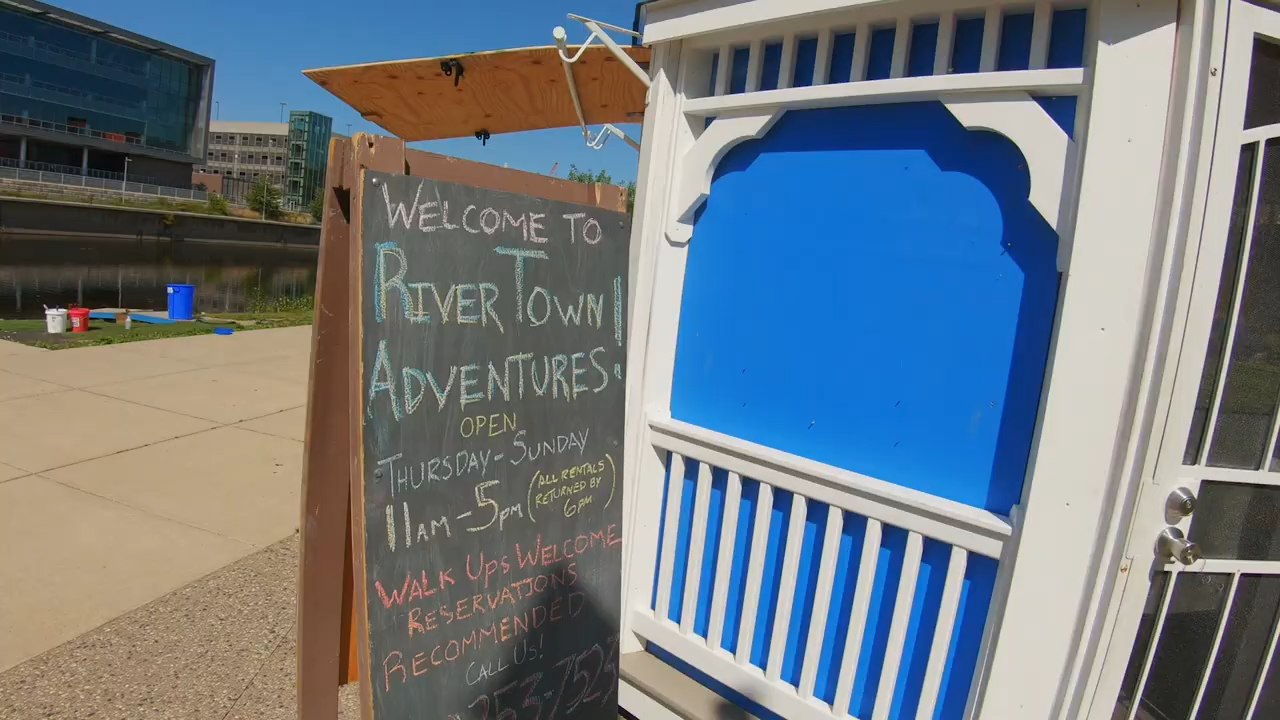 WELCOME TO
RIVER TOWN!
ADVENTURES!
OPEN
THURSDAY-SUNDAY
11AM-5pm (ALL RENTALS RETURNED BY 6pm)
WALK UPS WELCOME
RESERVATIONS
RECOMMENDED
CALL US!